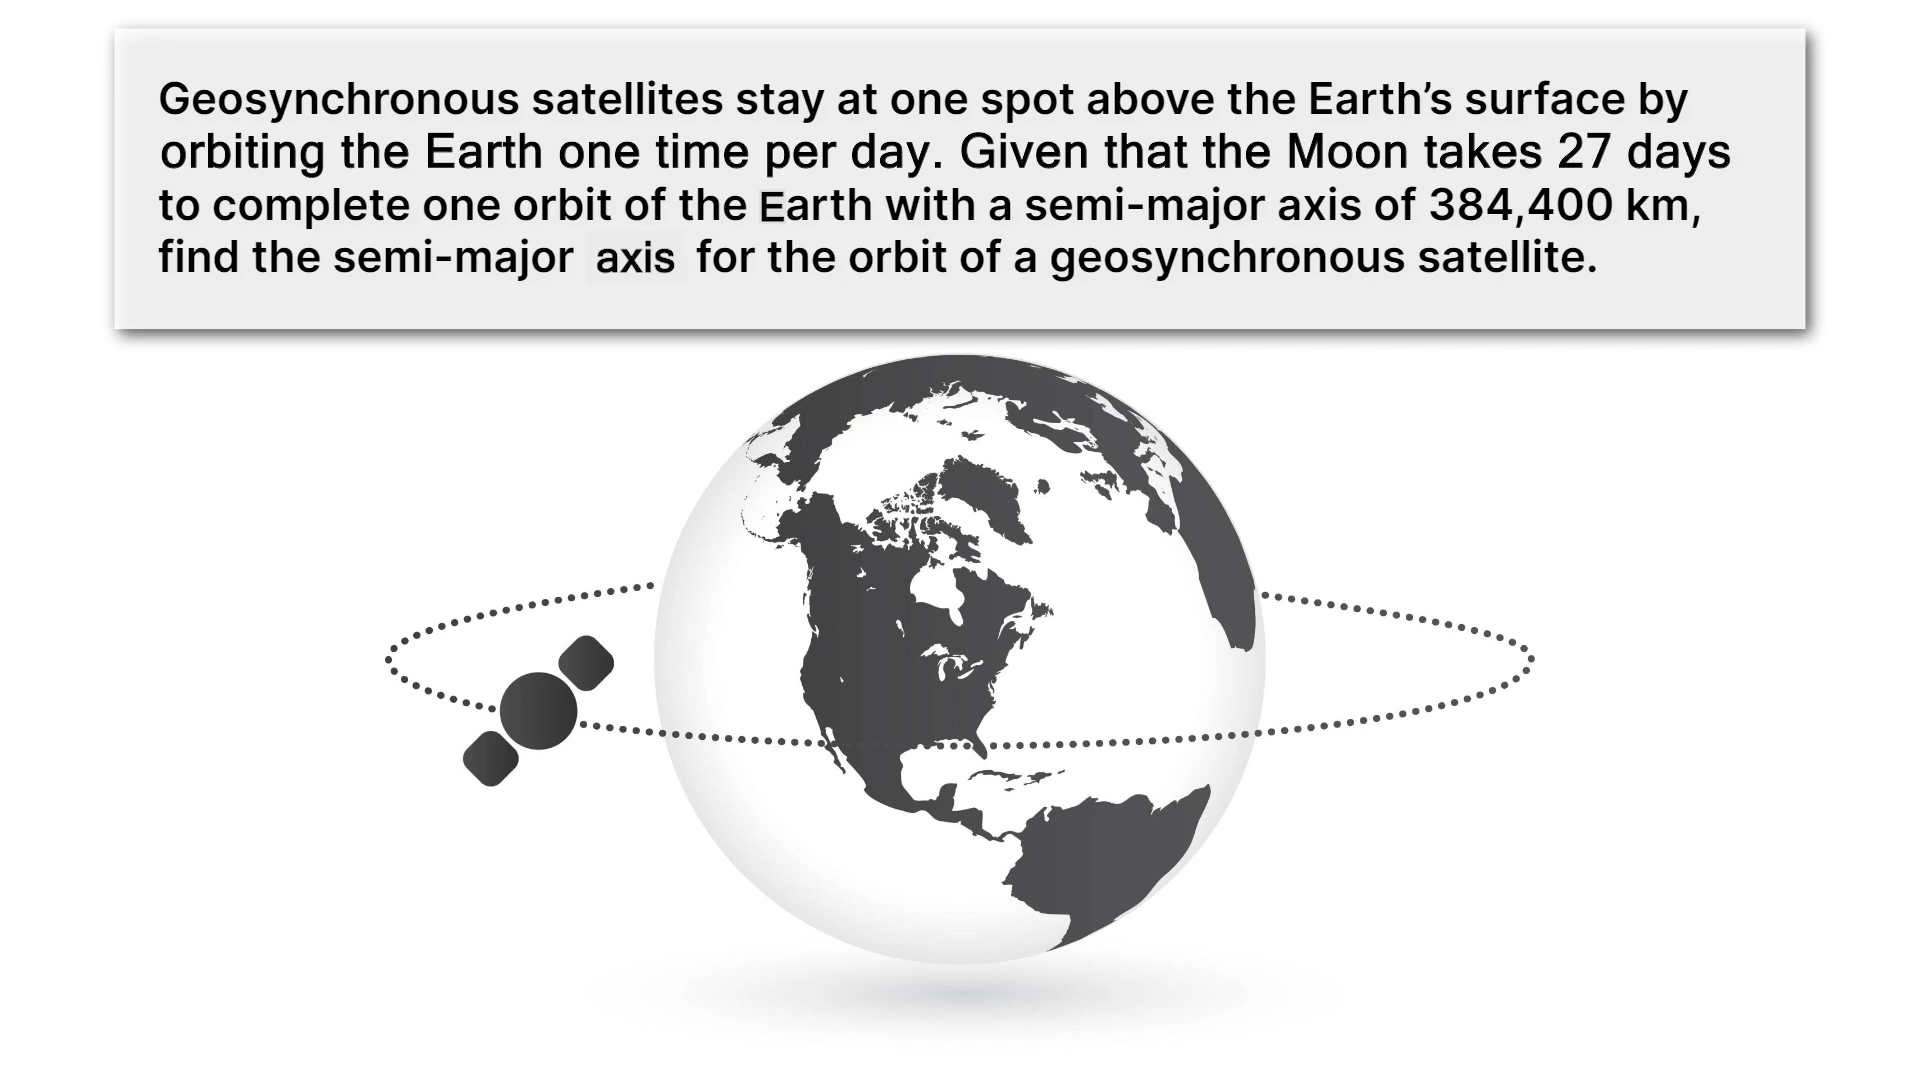 Geosynchronous satellites stay at one spot above the Earth’s surface by
orbiting the Earth one time per day. Given that the Moon takes 27 days
to complete one orbit of the Earth with a semi-major axis of 384,400 km,
find the semi-major axis for the orbit of a geosynchronous satellite.